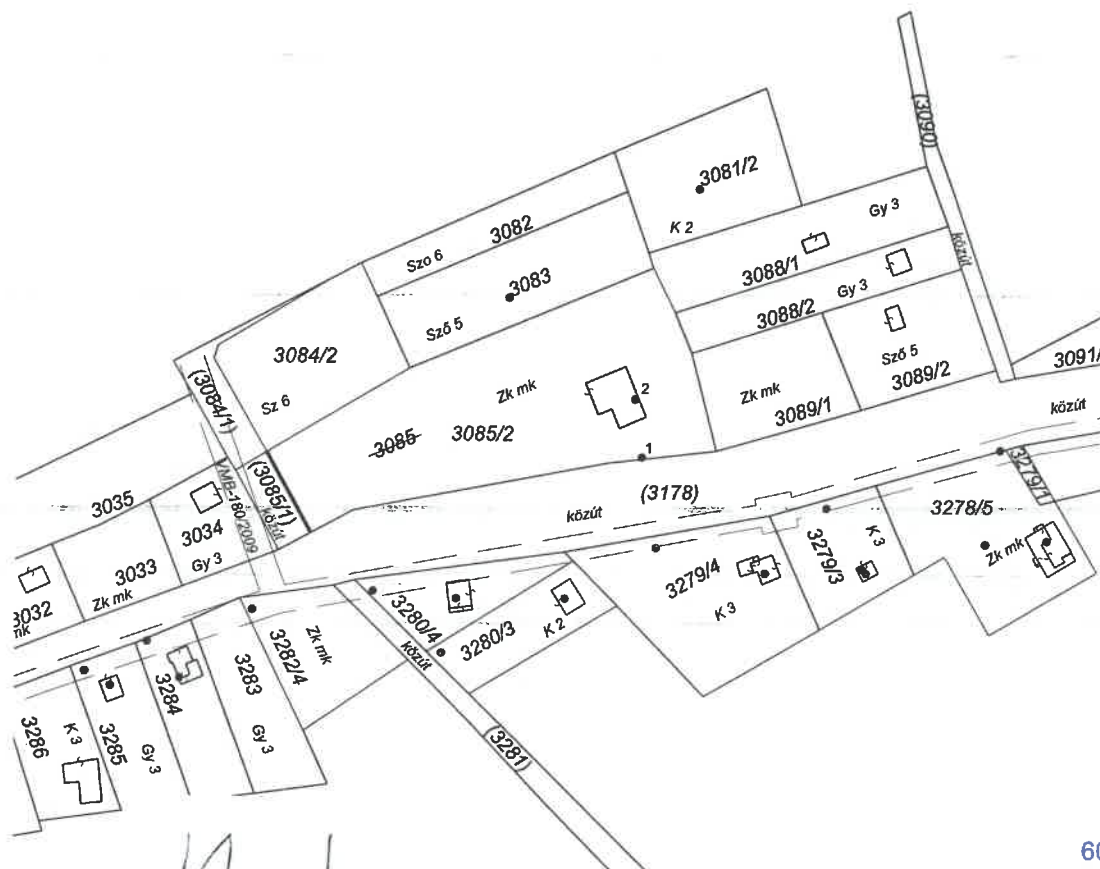 (3090)
3081/2
K 2
Gy 3
közút
3082
Szo 6
3083
Sző 5
3088/1
Gy 3
3088/2
3084/2
Sz 6
(3084/1)
Zk mk
2
3085
3085/2
Zk mk
3089/1
Sző 5
3089/2
3091/
közút
1
(3178)
közút
(3085/1)
közút
VMB-180/2009
3035
3034
Gy 3
3033
Zk mk
3032
mk
3279/1
3278/5
Zk mk
K 3
3279/3
3279/4
K 3
3280/4
3280/3
K 2
közút
(3281)
Zk mk
3282/4
3283
Gy 3
3284
Gy 3
3285
K 3
3286
60